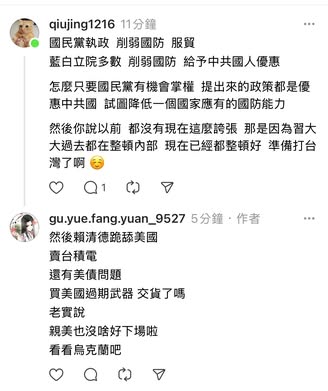 qiujing1216 11分鐘
國民黨執政 削弱國防 服貿
藍白立院多數 削弱國防 給予中共國人優惠
怎麼只要國民黨有機會掌權 提出來的政策都是優
惠中共國 試圖降低一個國家應有的國防能力
然後你說以前 都沒有現在這麼誇張 那是因為習大
大過去都在整頓內部 現在已經都整頓好 準備打台
灣了啊 ☺️
1
gu.yue.fang.yuan_9527 5分鐘 · 作者
然後賴清德跪舔美國
賣台積電
還有美債問題
買美國過期武器 交貨了嗎
老實說
親美也沒啥好下場啦
看看烏克蘭吧